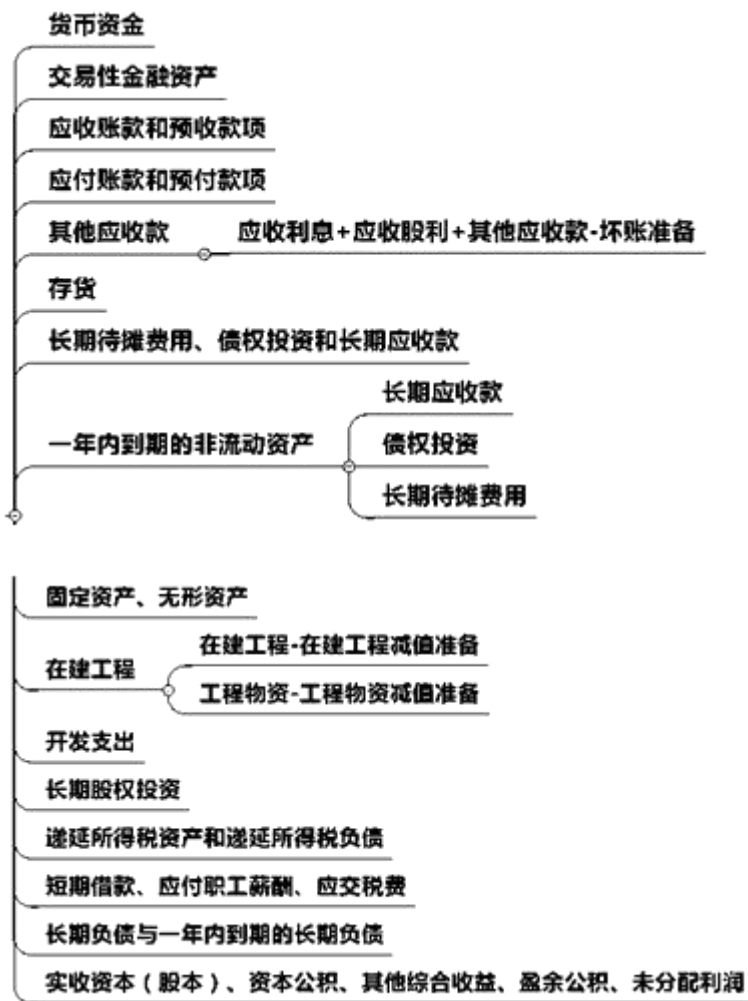 货币资金
交易性金融资产
应收账款和预收款项
应付账款和预付款项
其他应收款
应收利息+应收股利+其他应收款-坏账准备
存货
长期待摊费用、债权投资和长期应收款
一年内到期的非流动资产
长期应收款
债权投资
长期待摊费用
固定资产、无形资产
在建工程
在建工程-在建工程减值准备
工程物资-工程物资减值准备
开发支出
长期股权投资
递延所得税资产和递延所得税负债
短期借款、应付职工薪酬、应交税费
长期负债与一年内到期的长期负债
实收资本（股本）、资本公积、其他综合收益、盈余公积、未分配利润